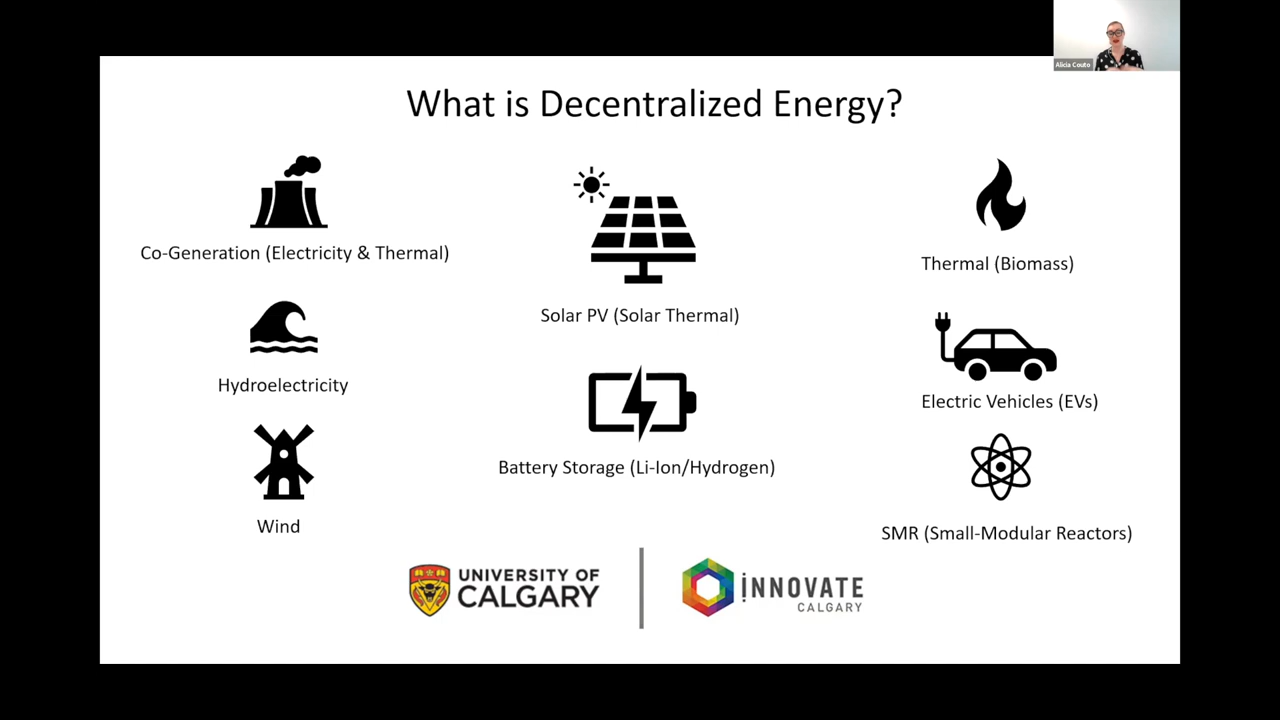 Alicia Couto
What is Decentralized Energy?
Co-Generation (Electricity & Thermal)
Solar PV (Solar Thermal)
Thermal (Biomass)
Hydroelectricity
Electric Vehicles (EVs)
Battery Storage (Li-Ion/Hydrogen)
Wind
SMR (Small-Modular Reactors)
UNIVERSITY OF
CALGARY
INNOVATE
CALGARY